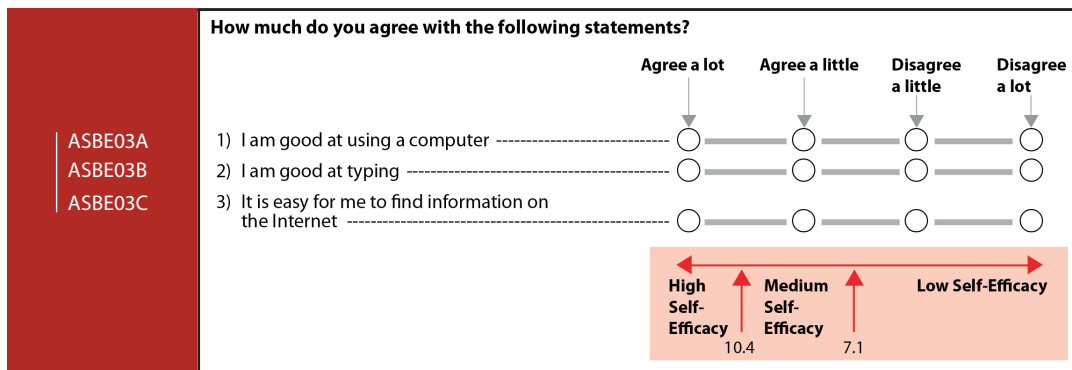 How much do you agree with the following statements?
Agree a lot Agree a little Disagree a little Disagree a lot
ASBE03A 1) I am good at using a computer
ASBE03B 2) I am good at typing
ASBE03C 3) It is easy for me to find information on
the Internet
High Self-Efficacy Medium Self-Efficacy Low Self-Efficacy
10.4 7.1